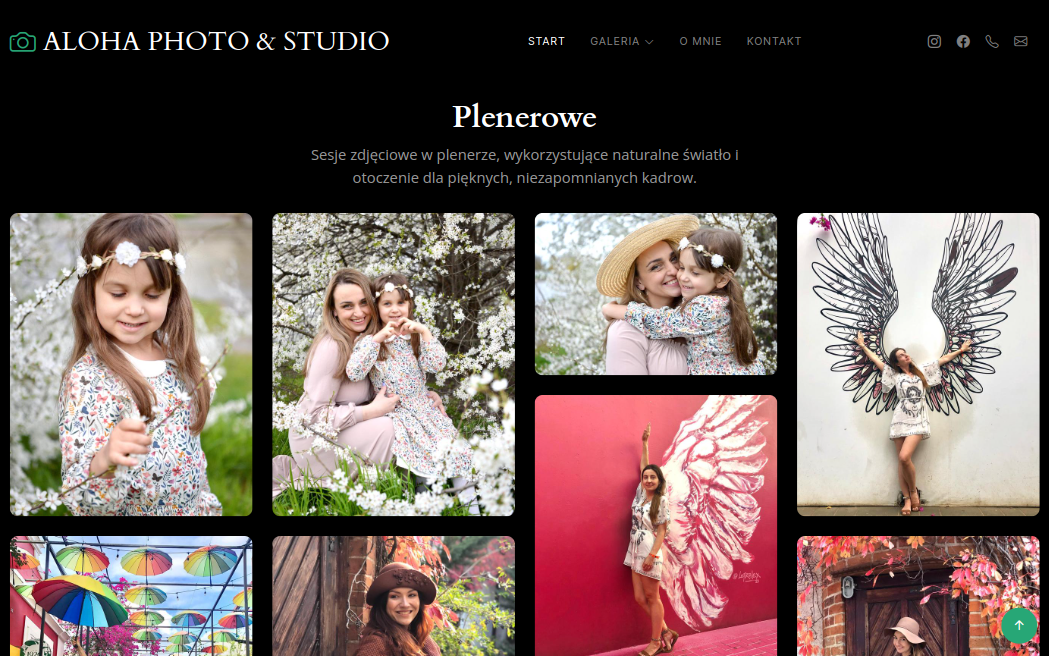 ALOHA PHOTO & STUDIO
START
GALERIA
O MNIE
KONTAKT
Plenerowe
Sesje zdjęciowe w plenerze, wykorzystujące naturalne światło i
otoczenie dla pięknych, niezapomnianych kadrow.